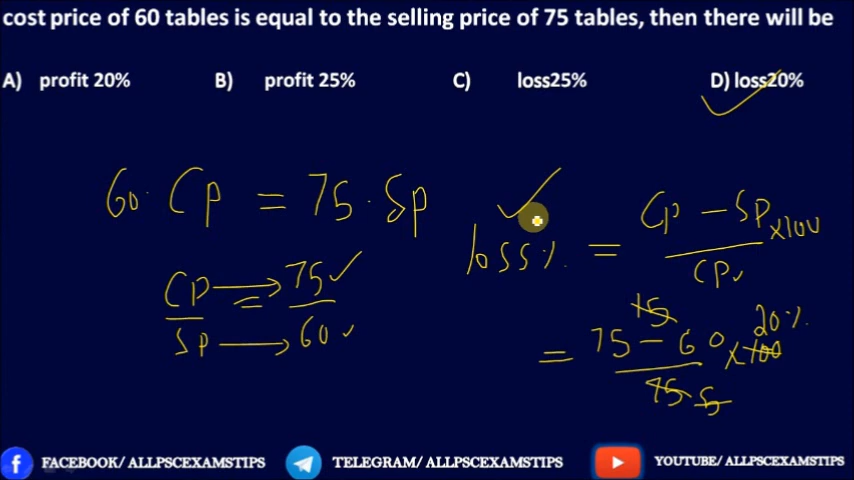 cost price of 60 tables is equal to the selling price of 75 tables, then there will be
A) profit 20% B) profit 25% C) loss25% D) loss20%
60· Cp = 75 · Sp
Cp → = 75
Sp → 60
loss% = Cp - Sp / Cp ×100
15 20%
= 75 - 60 / 75 ×100
5
FACEBOOK/ ALLPSCEXAMSTIPS TELEGRAM/ ALLPSCEXAMSTIPS YOUTUBE/ ALLPSCEXAMSTIPS